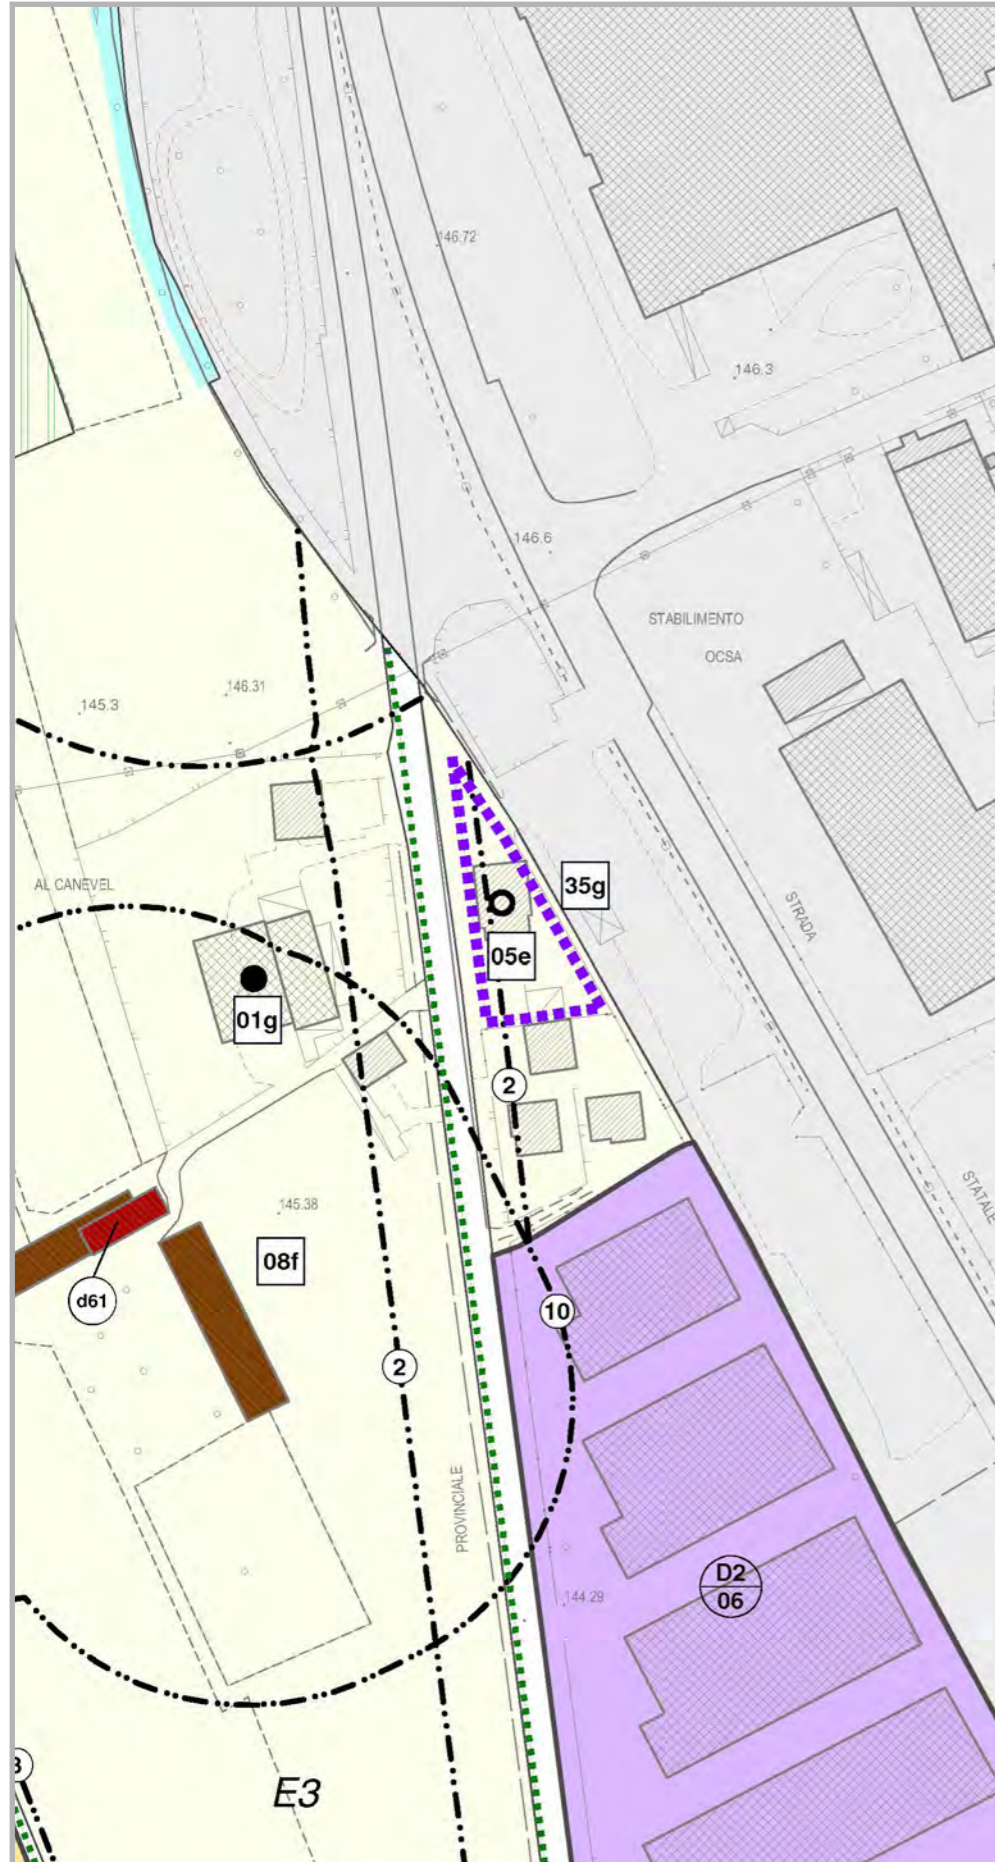 146.72
146.3
146.6
STABILIMENTO
OCSA
146.31
145.3
AL CANEVEL
35g
STRADA
05e
01g
2
STATALE
145.38
08f
d61
10
2
PROVINCIALE
D2
06
144.29
3
E3